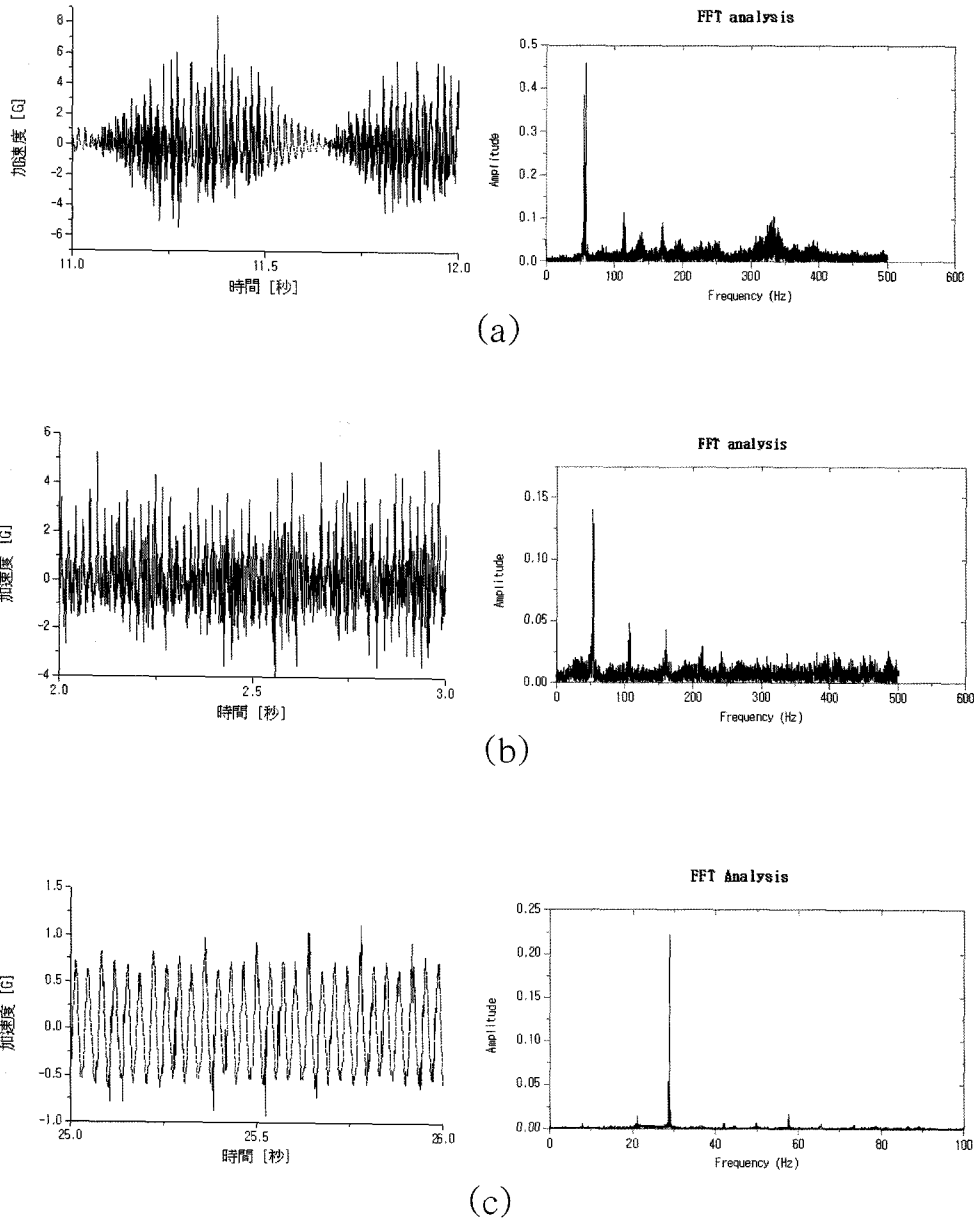 加速度 [G]
8
6
4
2
0
-2
-4
-6
11.0 11.5 12.0
時間 [秒]
FFT analysis
Amplitude
0.5
0.4
0.3
0.2
0.1
0.0
0 100 200 300 400 500 600
Frequency (Hz)
(a)
加速度 [G]
6
4
2
0
-2
-4
2.0 2.5 3.0
時間 [秒]
FFT analysis
Amplitude
0.15
0.10
0.05
0.00
0 100 200 300 400 500 600
Frequency (Hz)
(b)
加速度 [G]
1.5
1.0
0.5
0.0
-0.5
-1.0
25.0 25.5 26.0
時間 [秒]
FFT Analysis
Amplitude
0.25
0.20
0.15
0.10
0.05
0.00
0 20 40 60 80 100
Frequency (Hz)
(c)